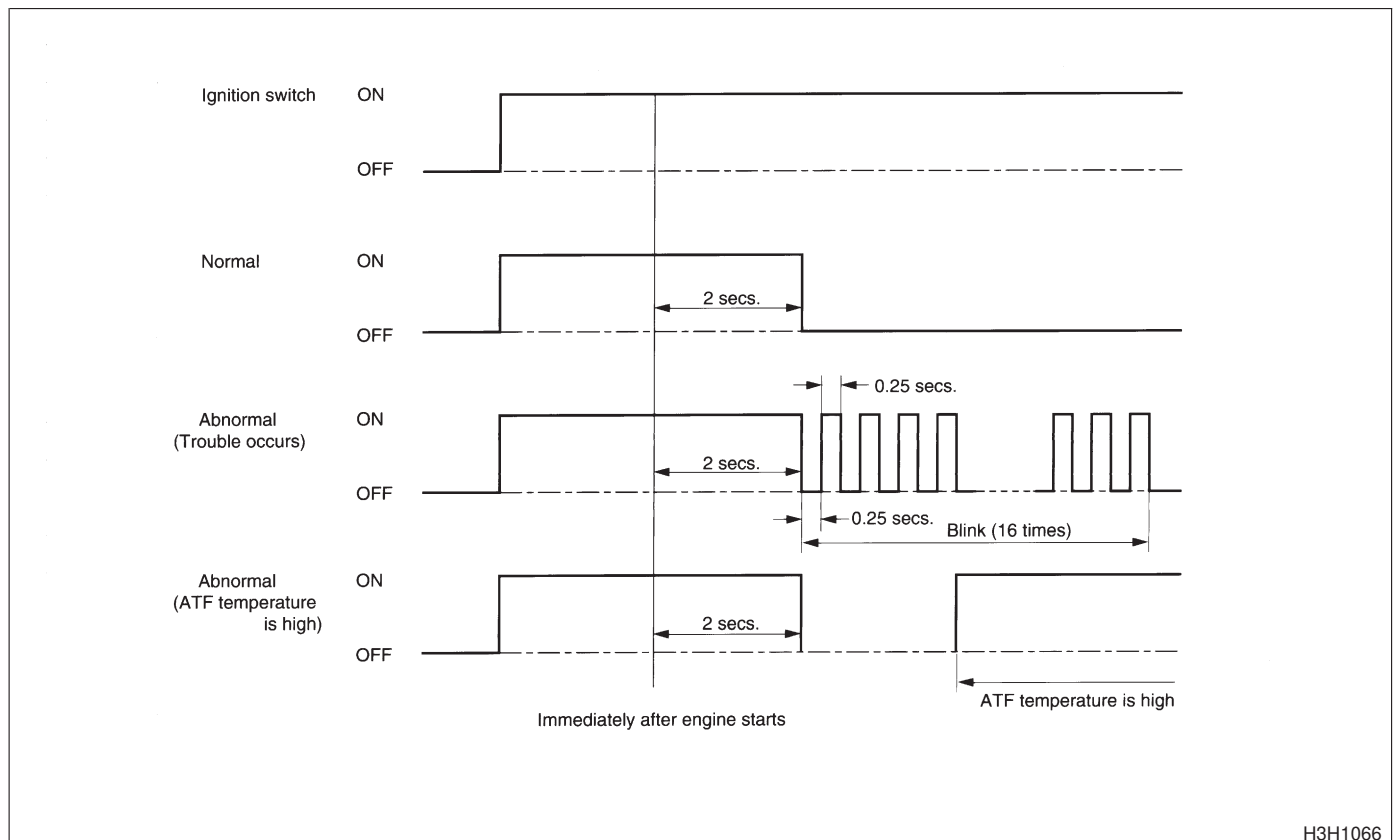 Ignition switch
ON
OFF
Normal
ON
2 secs.
OFF
0.25 secs.
Abnormal
(Trouble occurs)
ON
2 secs.
OFF
0.25 secs.
Blink (16 times)
Abnormal
(ATF temperature
is high)
ON
2 secs.
OFF
ATF temperature is high
Immediately after engine starts
H3H1066